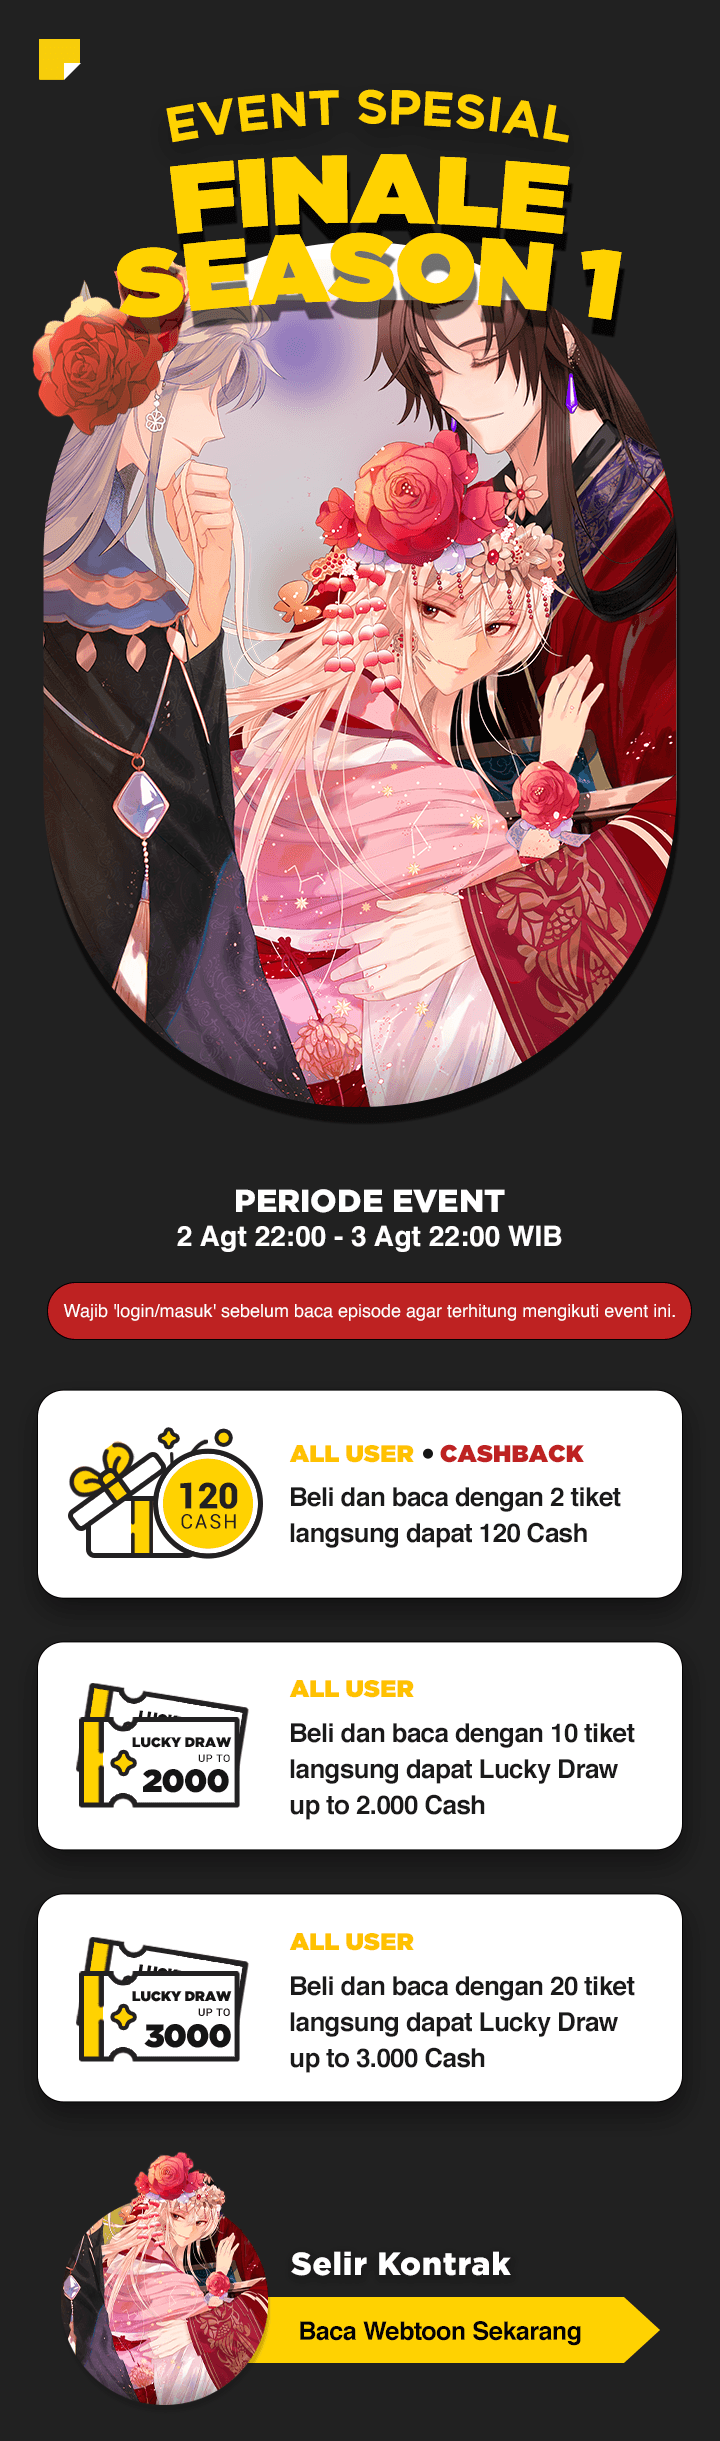 EVENT SPESIAL
FINALE
SEASON 1
PERIODE EVENT
2 Agt 22:00 - 3 Agt 22:00 WIB
Wajib 'login/masuk' sebelum baca episode agar terhitung mengikuti event ini.
120
CASH
ALL USER • CASHBACK
Beli dan baca dengan 2 tiket
langsung dapat 120 Cash
LUCKY DRAW
UP TO
2000
ALL USER
Beli dan baca dengan 10 tiket
langsung dapat Lucky Draw
up to 2.000 Cash
LUCKY DRAW
UP TO
3000
ALL USER
Beli dan baca dengan 20 tiket
langsung dapat Lucky Draw
up to 3.000 Cash
Selir Kontrak
Baca Webtoon Sekarang